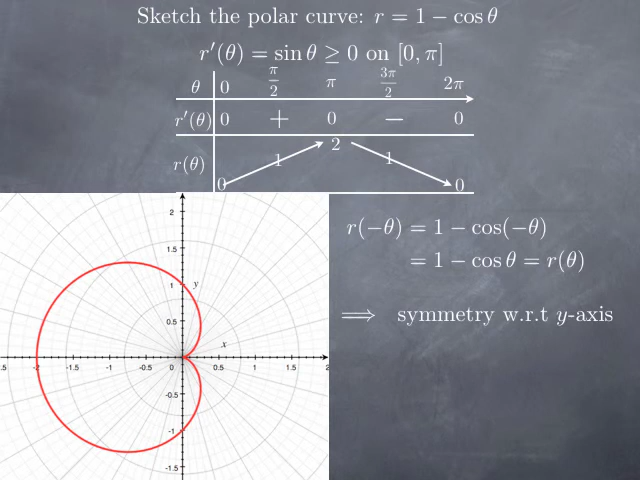 Sketch the polar curve: r = 1 − cos θ
r′(θ) = sin θ ≥ 0 on [0, π]
θ 0 π/2 π 3π/2 2π
r′(θ) 0 + 0 − 0
r(θ) 0 1 2 1 0
r(−θ) = 1 − cos(−θ)
= 1 − cos θ = r(θ)
⟹ symmetry w.r.t y-axis
2
1.5
1
y
0.5
x
.5 -2 -1.5 -1 -0.5 0 0.5 1 1.5 2
-0.5
-1
-1.5